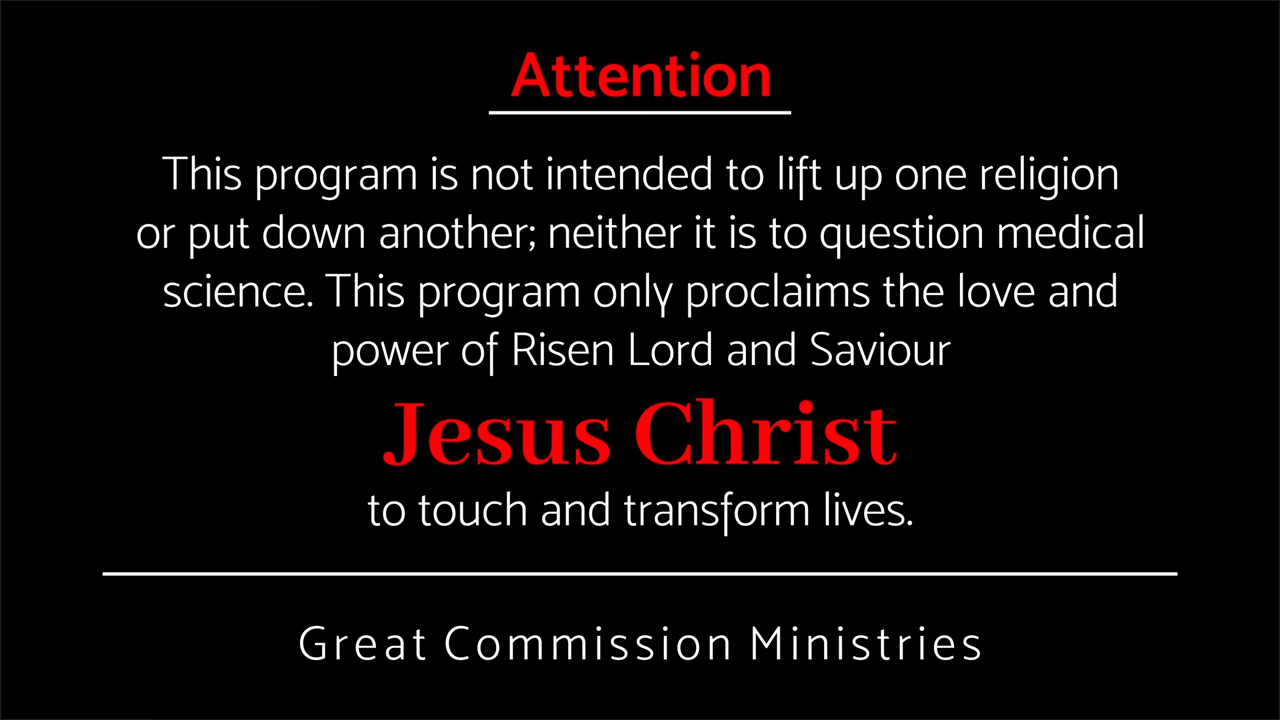 Attention
This program is not intended to lift up one religion
or put down another; neither it is to question medical
science. This program only proclaims the love and
power of Risen Lord and Saviour
Jesus Christ
to touch and transform lives.
Great Commission Ministries